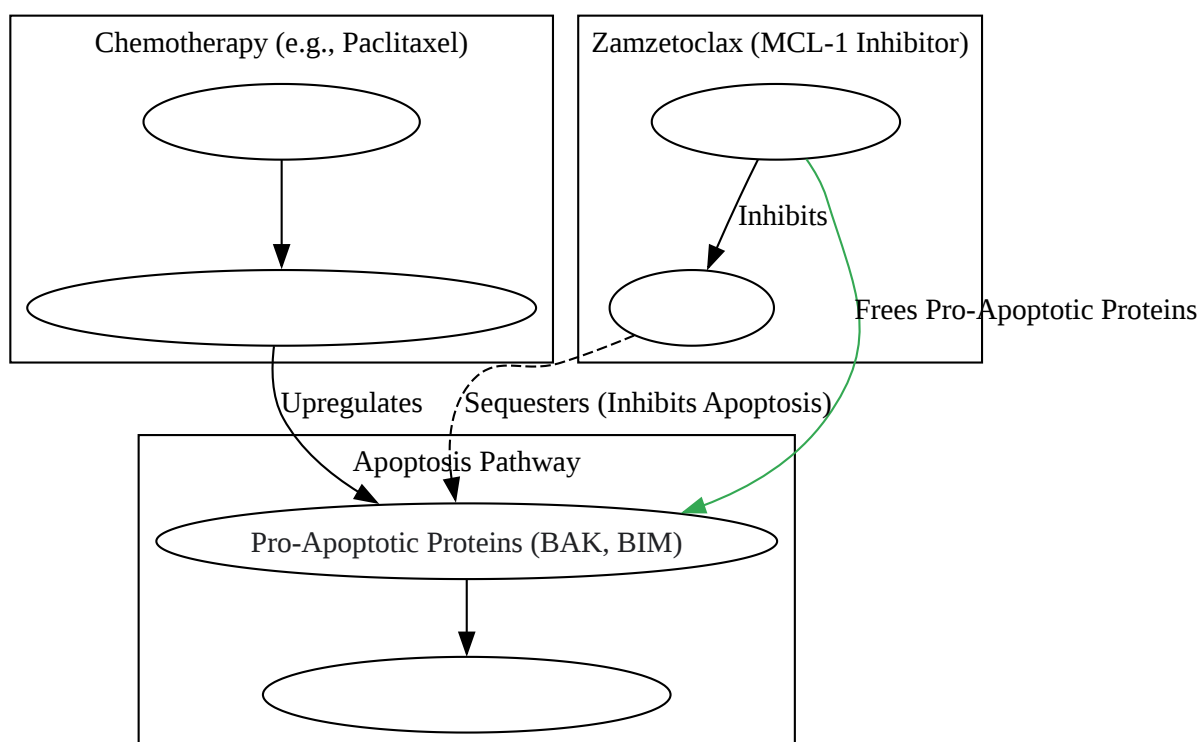 Chemotherapy (e.g., Paclitaxel)
Zamzetoclax (MCL-1 Inhibitor)
Inhibits
Frees Pro-Apoptotic Proteins
Upregulates
Sequesters (Inhibits Apoptosis)
Apoptosis Pathway
Pro-Apoptotic Proteins (BAK, BIM)